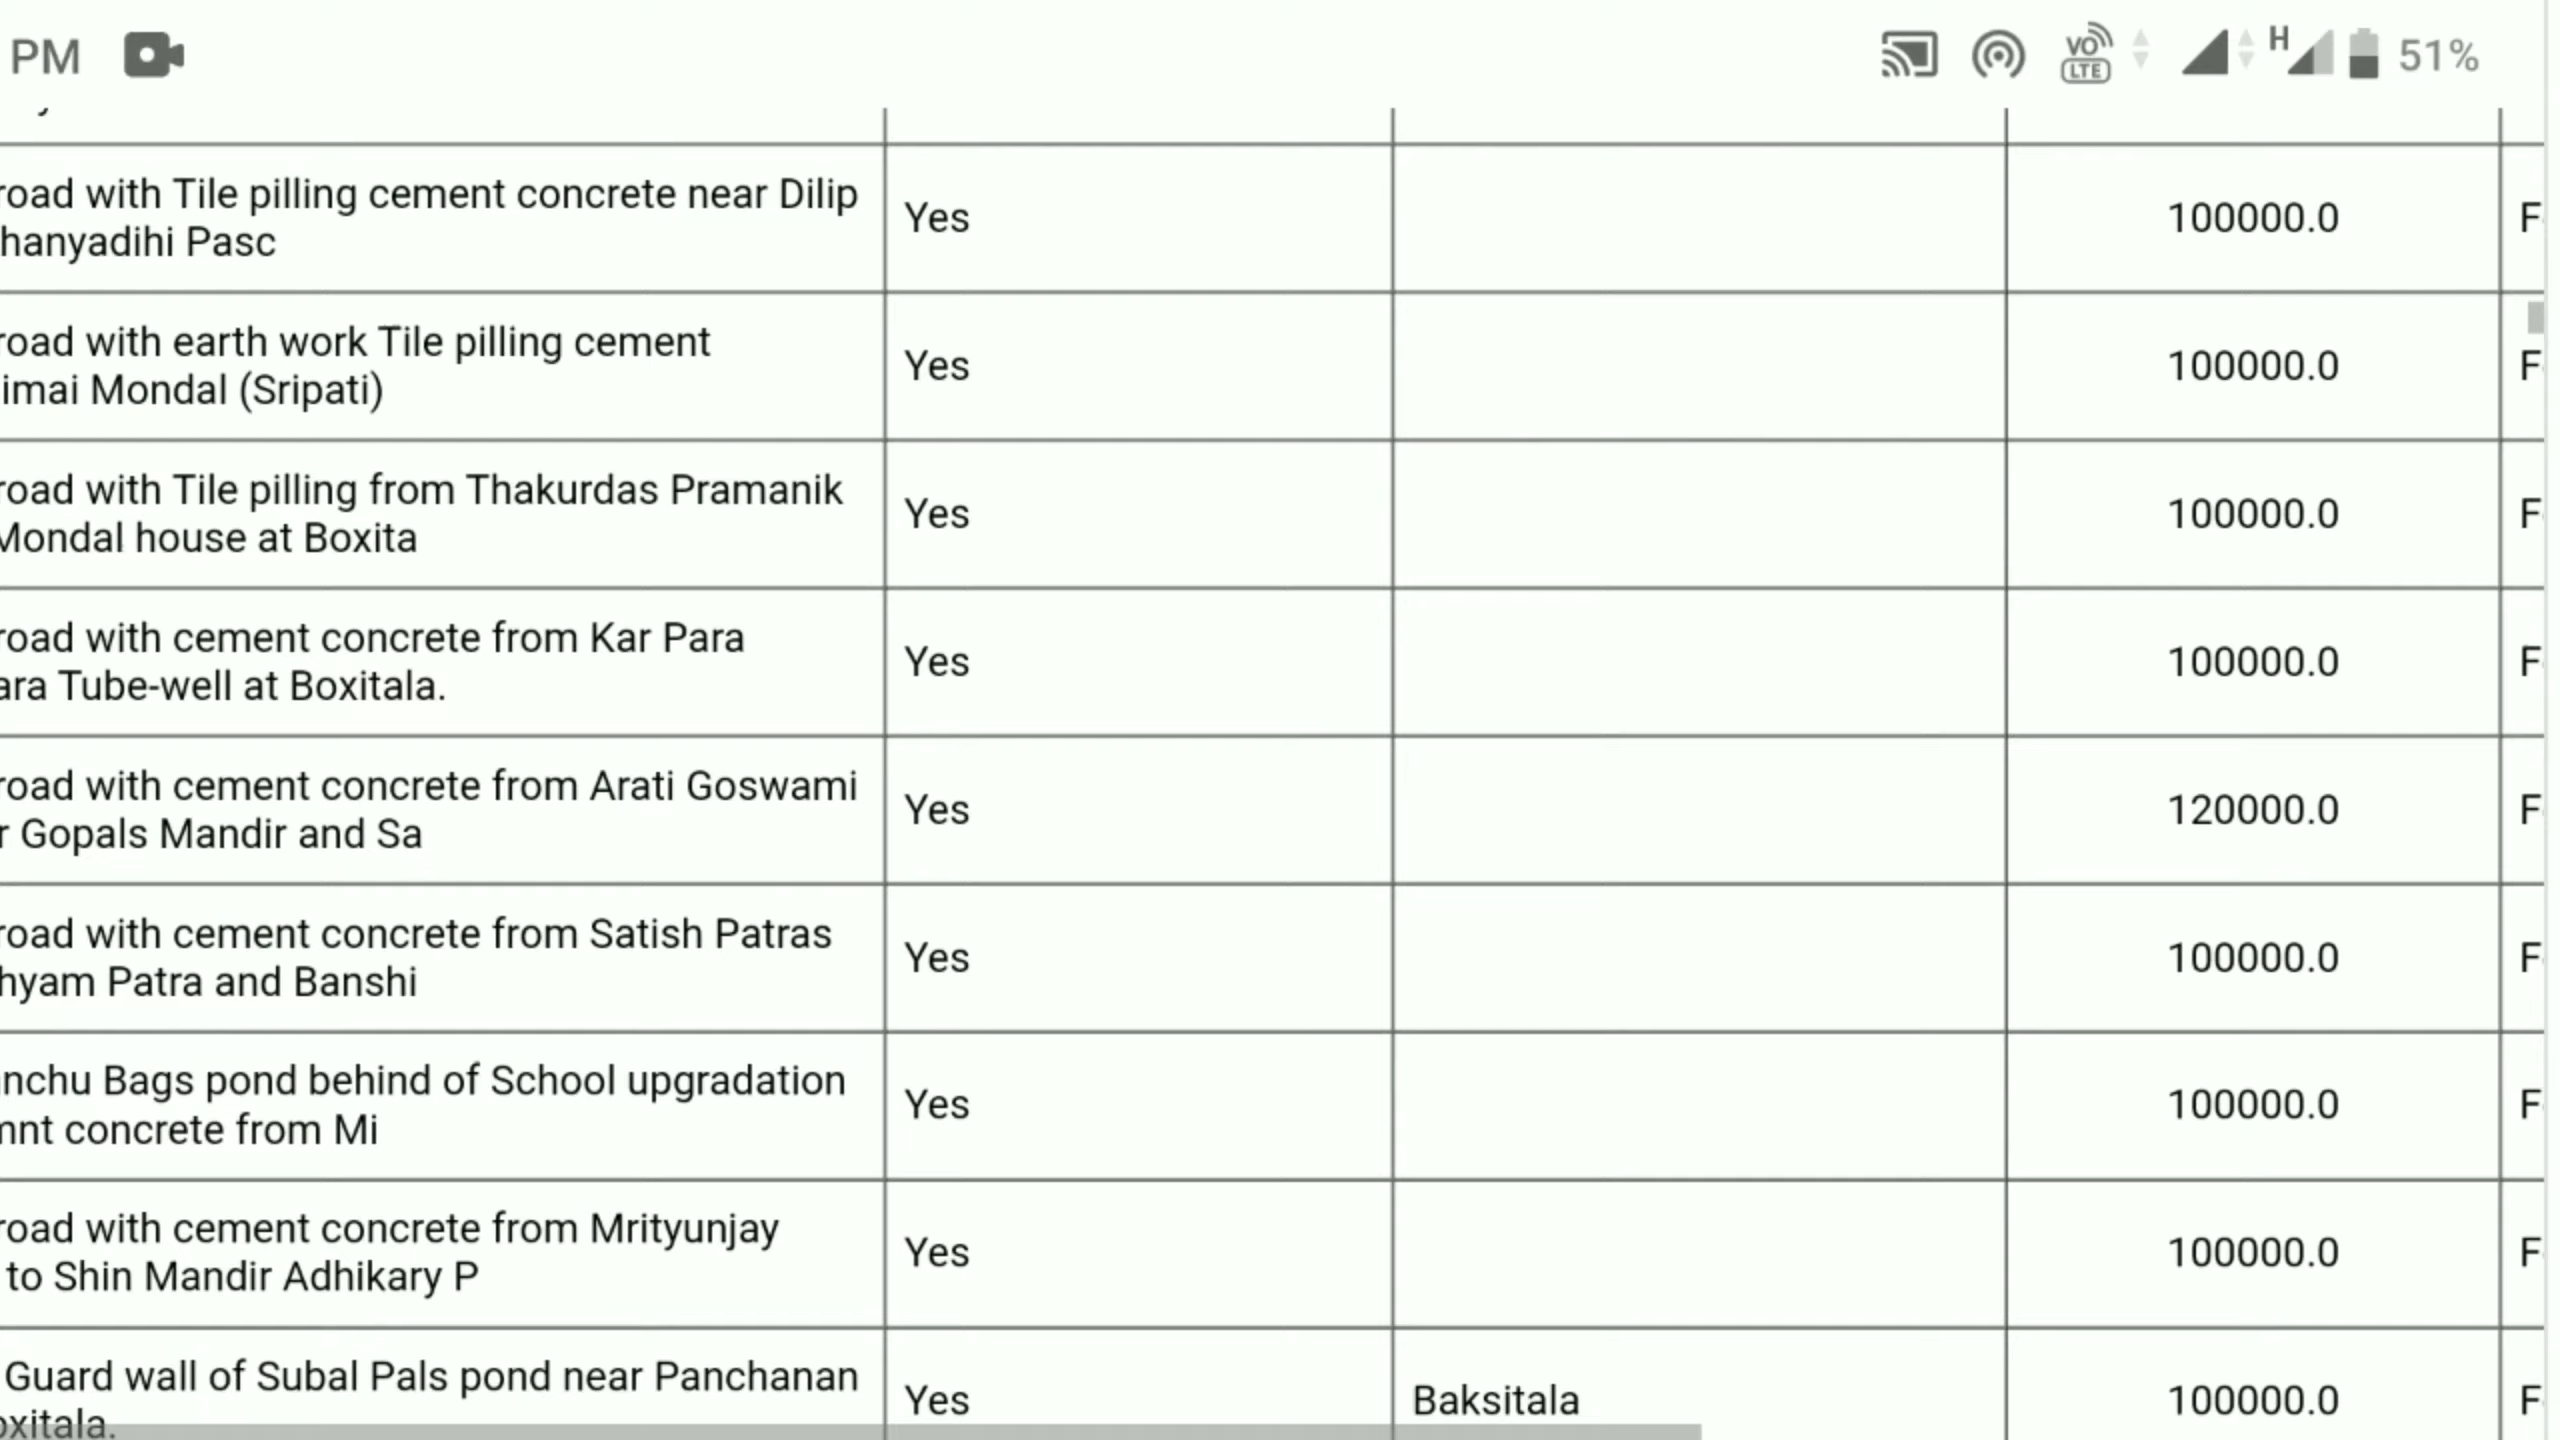 PM VO LTE H 51%
road with Tile pilling cement concrete near Dilip
hanyadihi Pasc
Yes
100000.0
F
road with earth work Tile pilling cement
imai Mondal (Sripati)
Yes
100000.0
F
road with Tile pilling from Thakurdas Pramanik
Mondal house at Boxita
Yes
100000.0
F
road with cement concrete from Kar Para
ara Tube-well at Boxitala.
Yes
100000.0
F
road with cement concrete from Arati Goswami
r Gopals Mandir and Sa
Yes
120000.0
F
road with cement concrete from Satish Patras
hyam Patra and Banshi
Yes
100000.0
F
nchu Bags pond behind of School upgradation
mnt concrete from Mi
Yes
100000.0
F
road with cement concrete from Mrityunjay
to Shin Mandir Adhikary P
Yes
100000.0
F
Guard wall of Subal Pals pond near Panchanan
oxitala.
Yes
Baksitala
100000.0
F